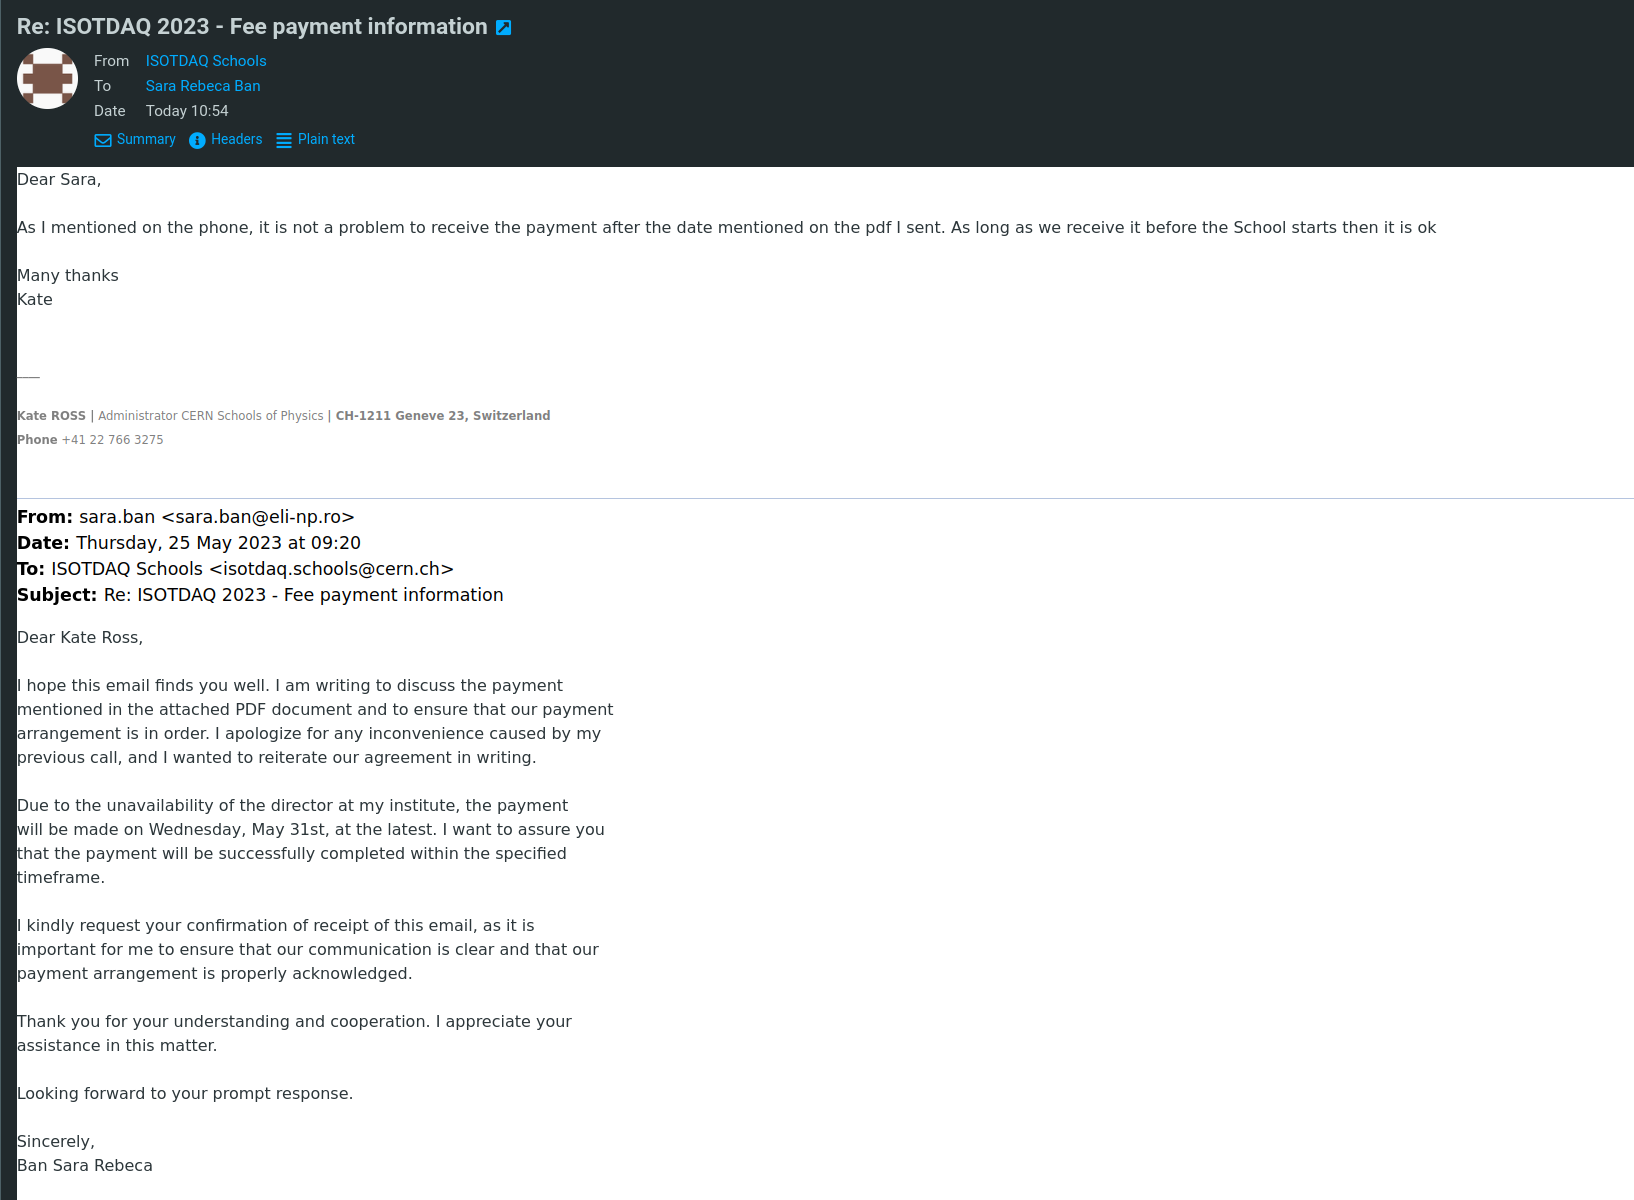 Re: ISOTDAQ 2023 - Fee payment information
From ISOTDAQ Schools
To Sara Rebeca Ban
Date Today 10:54
Summary Headers Plain text
Dear Sara,
As I mentioned on the phone, it is not a problem to receive the payment after the date mentioned on the pdf I sent. As long as we receive it before the School starts then it is ok
Many thanks
Kate
___
Kate ROSS | Administrator CERN Schools of Physics | CH-1211 Geneve 23, Switzerland
Phone +41 22 766 3275
From: sara.ban <sara.ban@eli-np.ro>
Date: Thursday, 25 May 2023 at 09:20
To: ISOTDAQ Schools <isotdaq.schools@cern.ch>
Subject: Re: ISOTDAQ 2023 - Fee payment information
Dear Kate Ross,
I hope this email finds you well. I am writing to discuss the payment
mentioned in the attached PDF document and to ensure that our payment
arrangement is in order. I apologize for any inconvenience caused by my
previous call, and I wanted to reiterate our agreement in writing.
Due to the unavailability of the director at my institute, the payment
will be made on Wednesday, May 31st, at the latest. I want to assure you
that the payment will be successfully completed within the specified
timeframe.
I kindly request your confirmation of receipt of this email, as it is
important for me to ensure that our communication is clear and that our
payment arrangement is properly acknowledged.
Thank you for your understanding and cooperation. I appreciate your
assistance in this matter.
Looking forward to your prompt response.
Sincerely,
Ban Sara Rebeca